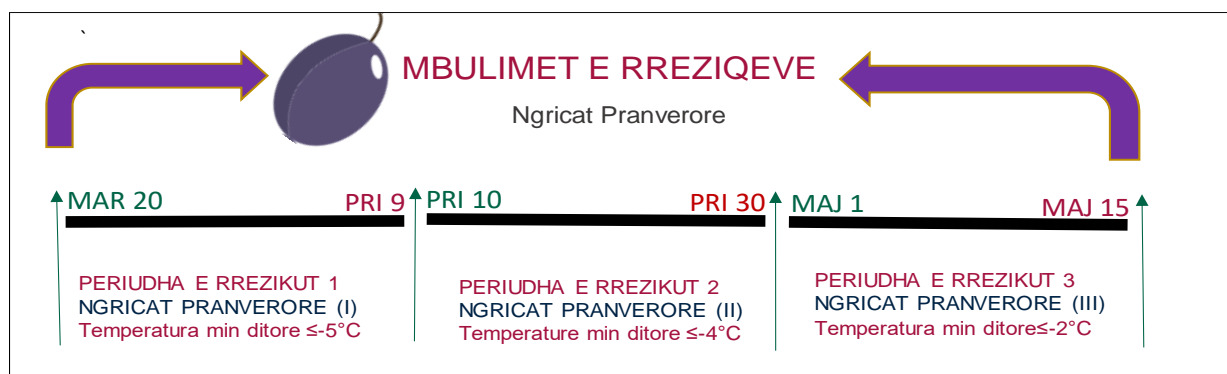 `
MBULIMET E RREZIQEVE
Ngricat Pranverore
MAR 20 PRI 9 PRI 10 PRI 30 MAJ 1 MAJ 15
PERIUDHA E RREZIKUT 1
NGRICAT PRANVERORE (I)
Temperatura min ditore ≤-5°C
PERIUDHA E RREZIKUT 2
NGRICAT PRANVERORE (II)
Temperature min ditore ≤-4°C
PERIUDHA E RREZIKUT 3
NGRICAT PRANVERORE (III)
Temperatura min ditore≤-2°C